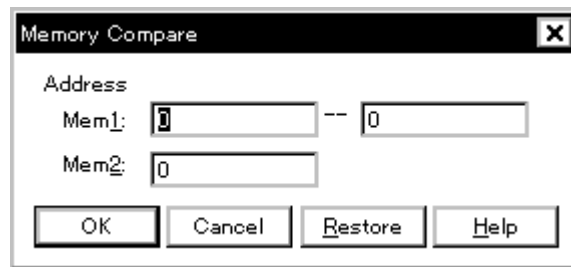 Memory Compare
Address
Mem1: 0 -- 0
Mem2: 0
OK Cancel Restore Help